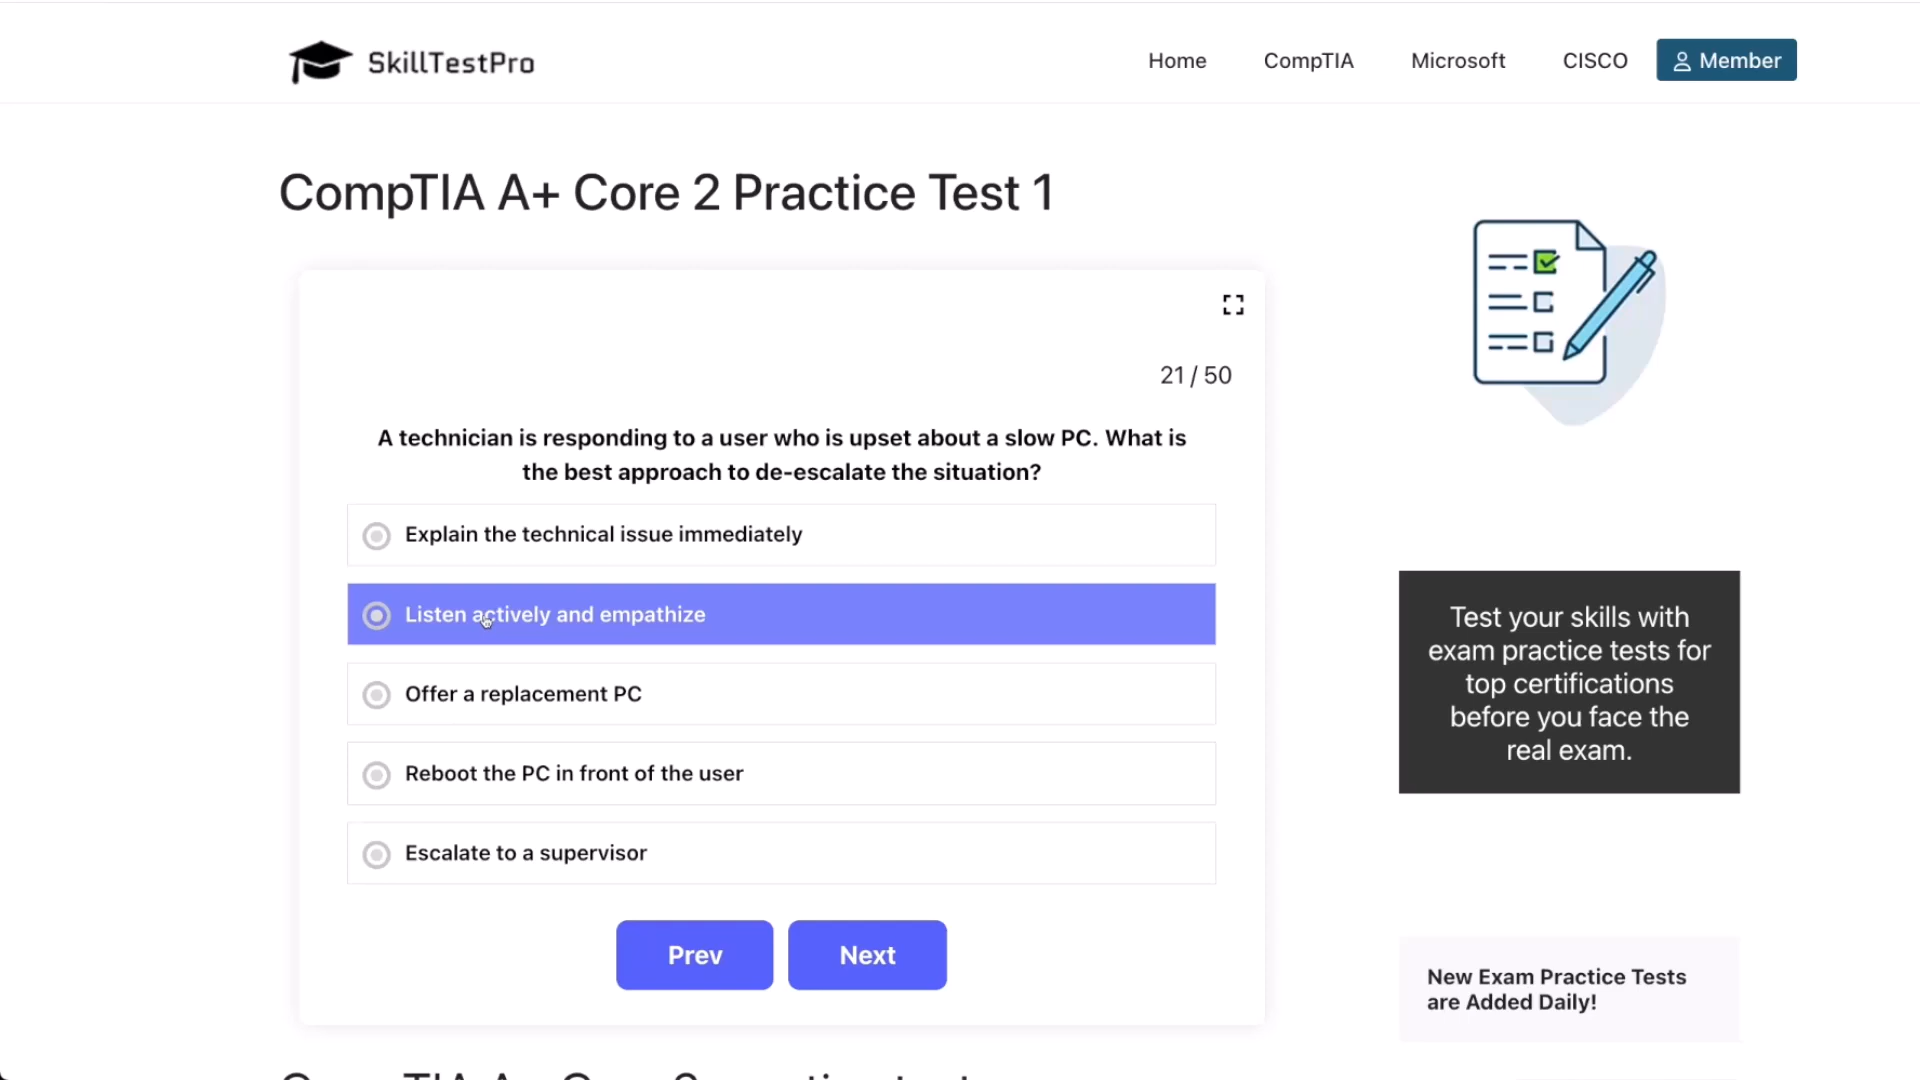 SkillTestPro
Home CompTIA Microsoft CISCO Member
CompTIA A+ Core 2 Practice Test 1
21 / 50
A technician is responding to a user who is upset about a slow PC. What is
the best approach to de-escalate the situation?
Explain the technical issue immediately
Listen actively and empathize
Offer a replacement PC
Reboot the PC in front of the user
Escalate to a supervisor
Prev Next
Test your skills with
exam practice tests for
top certifications
before you face the
real exam.
New Exam Practice Tests
are Added Daily!